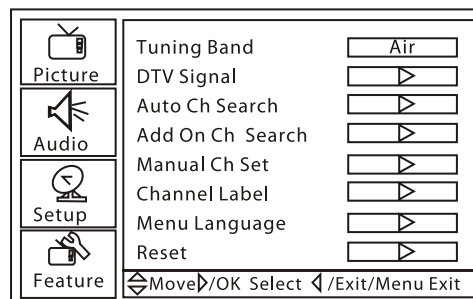 Picture
Audio
Setup
Feature
Tuning Band Air
DTV Signal
Auto Ch Search
Add On Ch Search
Manual Ch Set
Channel Label
Menu Language
Reset
Move /OK Select /Exit/Menu Exit